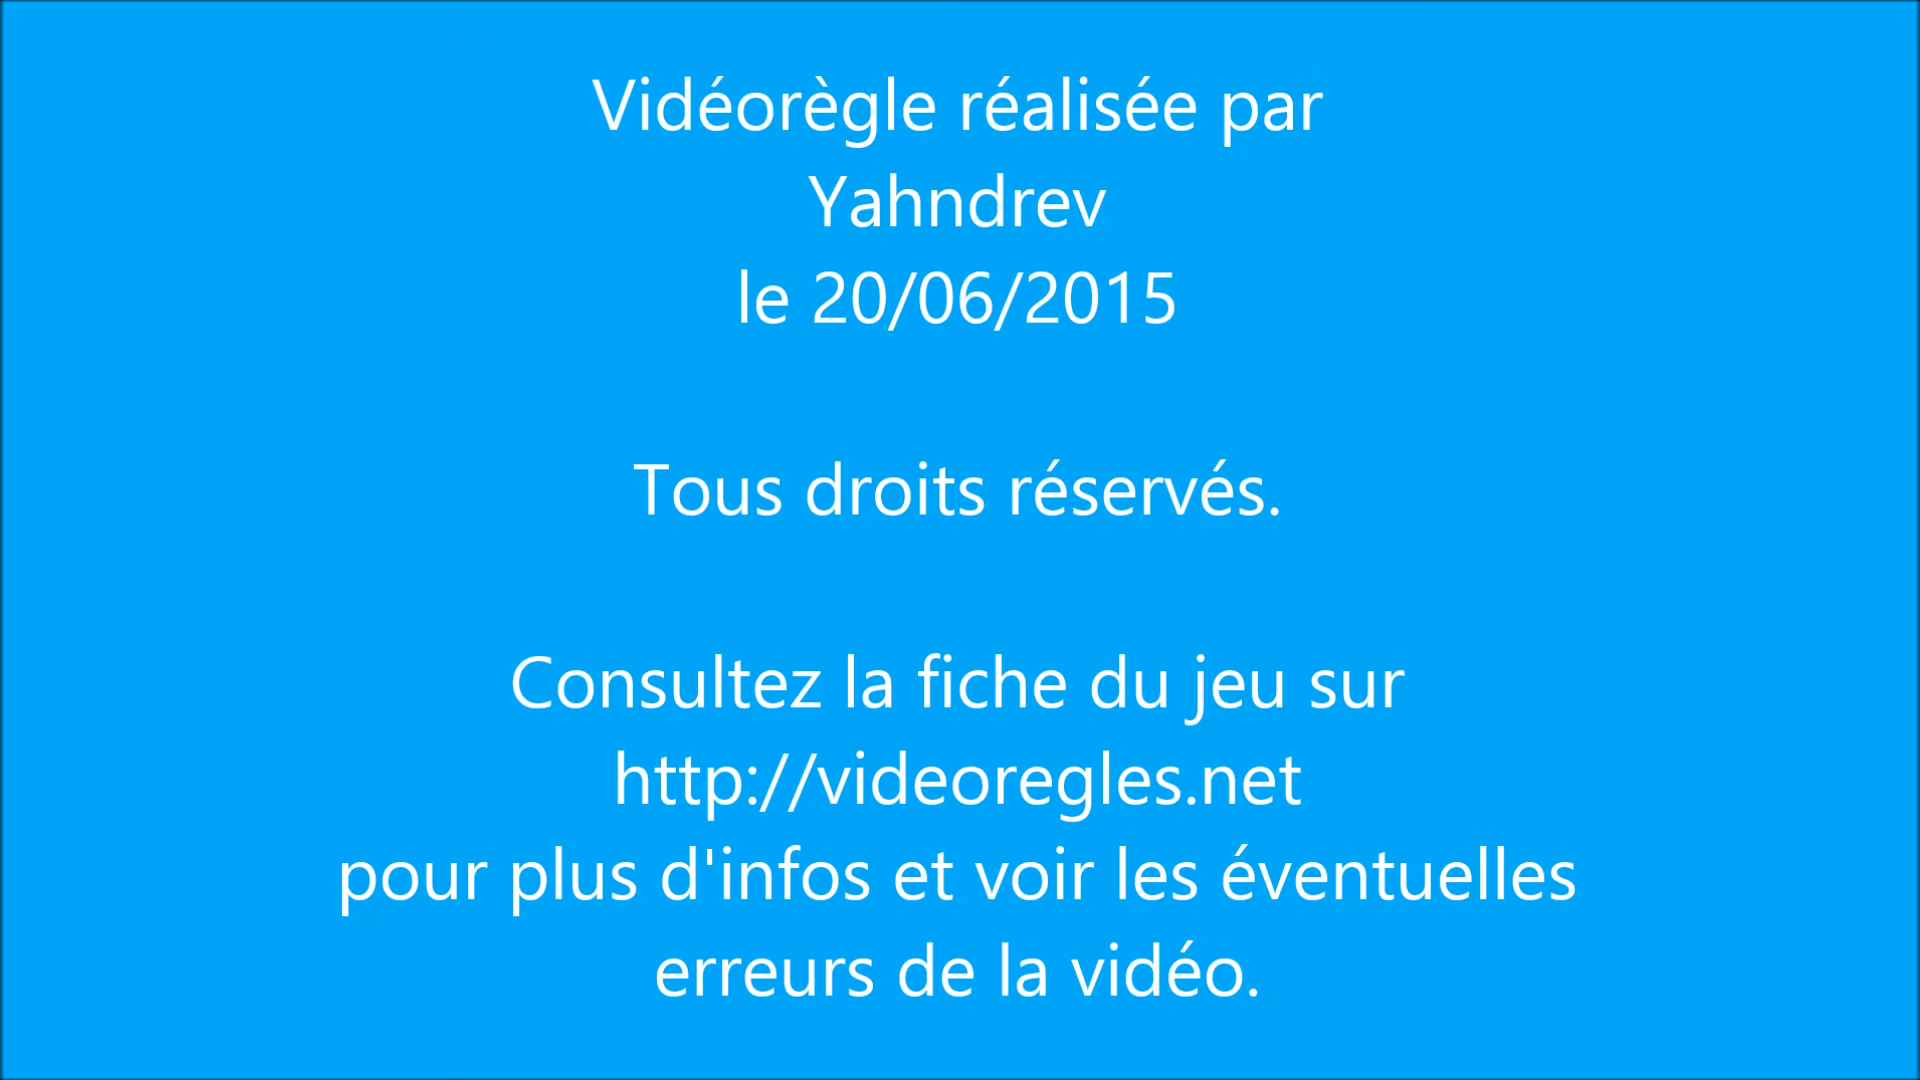 Vidéorègle réalisée par
Yahndrev
le 20/06/2015
Tous droits réservés.
Consultez la fiche du jeu sur
http://videoregles.net
pour plus d'infos et voir les éventuelles
erreurs de la vidéo.